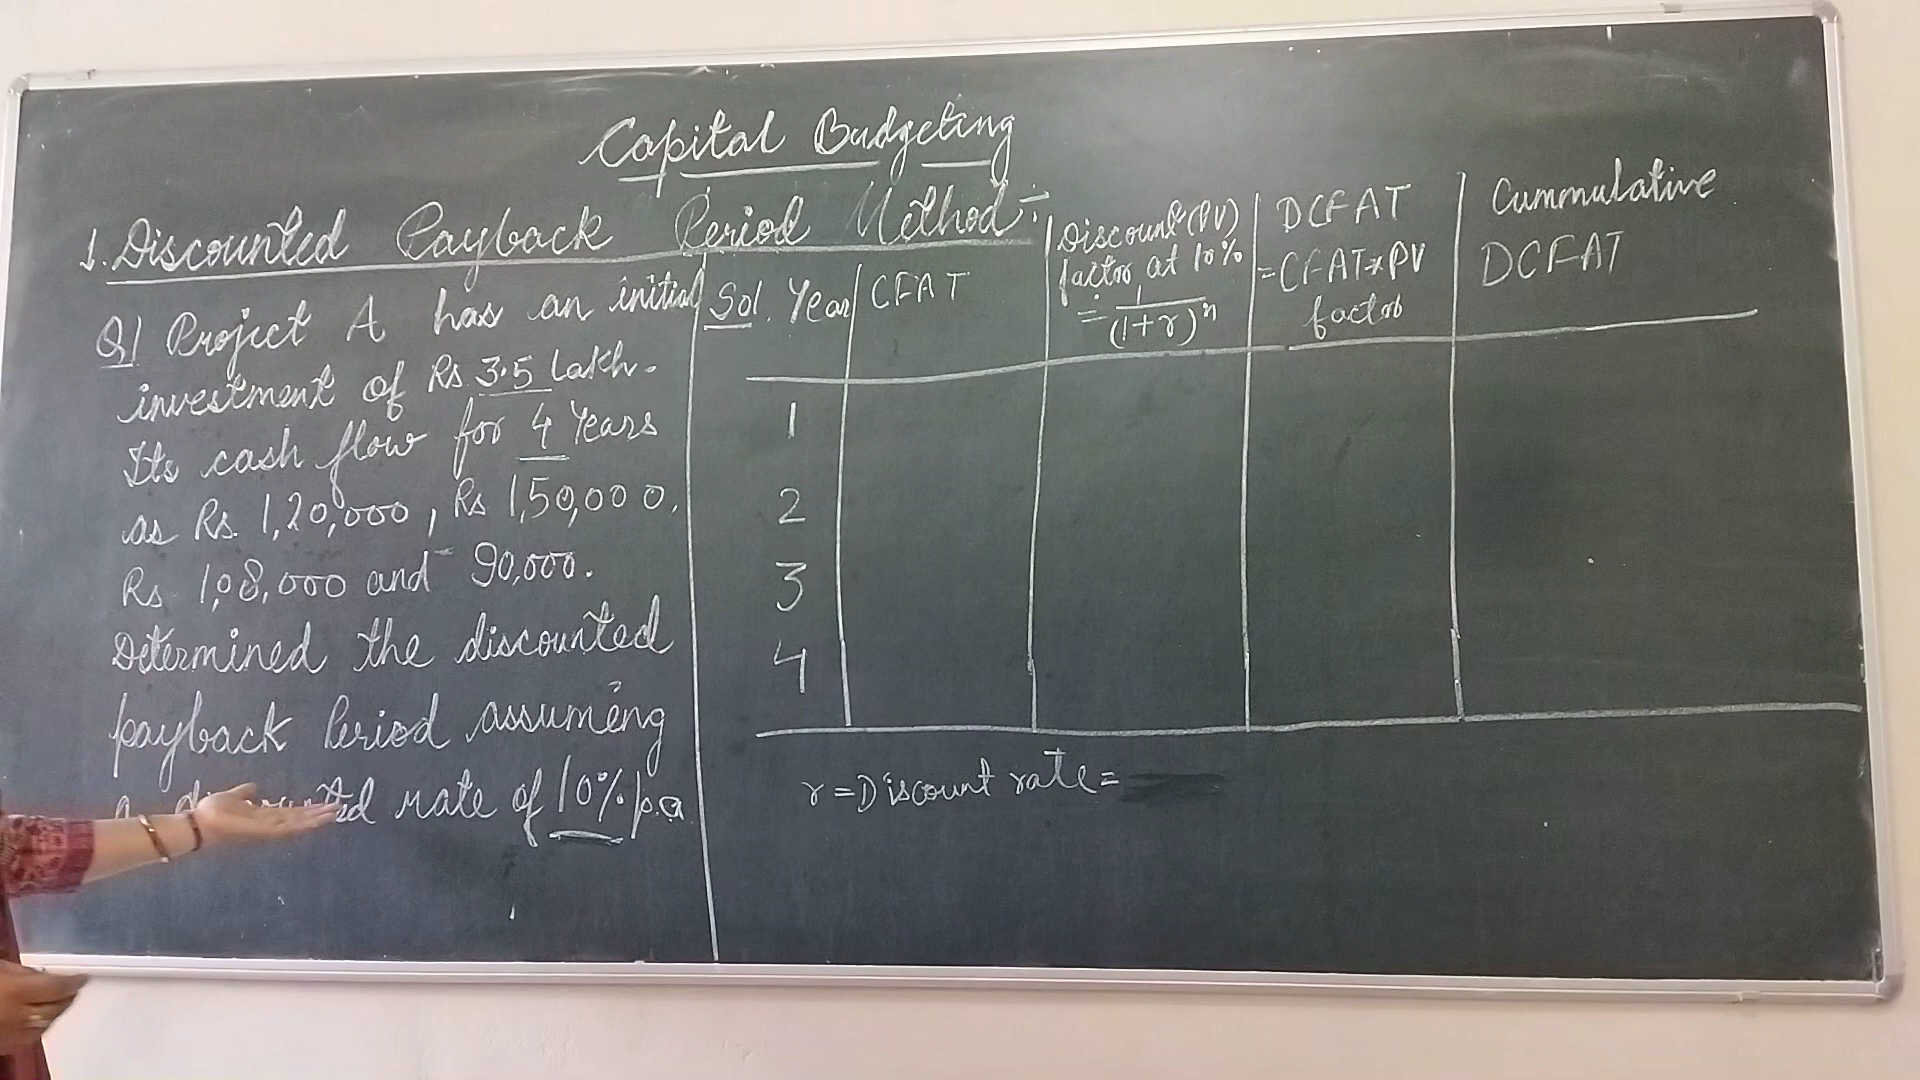 Capital Budgeting
1. Discounted Payback Period Method :-
Q1 Project A has an initial
investment of Rs. 3.5 Lakh.
Its cash flow for 4 Years
as Rs. 1,20,000, Rs 1,50,000,
Rs. 1,08,000 and 90,000.
Determined the discounted
payback Period assuming
rate of 10% p.a.
Sol. Year CFAT Discount (PV) factor at 10% = 1/(1+r)^n DCFAT = CFAT*PV factor Cummulative DCFAT
1
2
3
4
r = Discount rate =